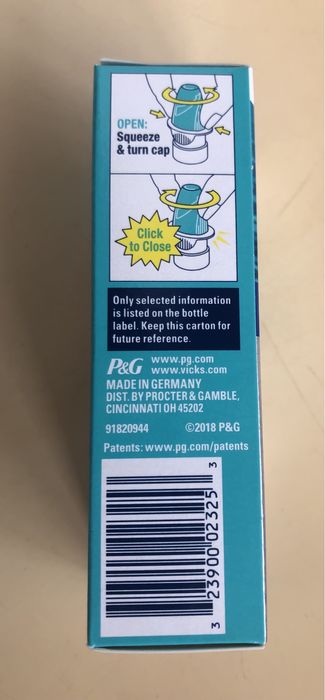 OPEN:
Squeeze
& turn cap
Click
to Close
Only selected information
is listed on the bottle
label. Keep this carton for
future reference.
P&G www.pg.com
www.vicks.com
MADE IN GERMANY
DIST. BY PROCTER & GAMBLE,
CINCINNATI OH 45202
91820944 ©2018 P&G
Patents: www.pg.com/patents
3 23900 02325 3